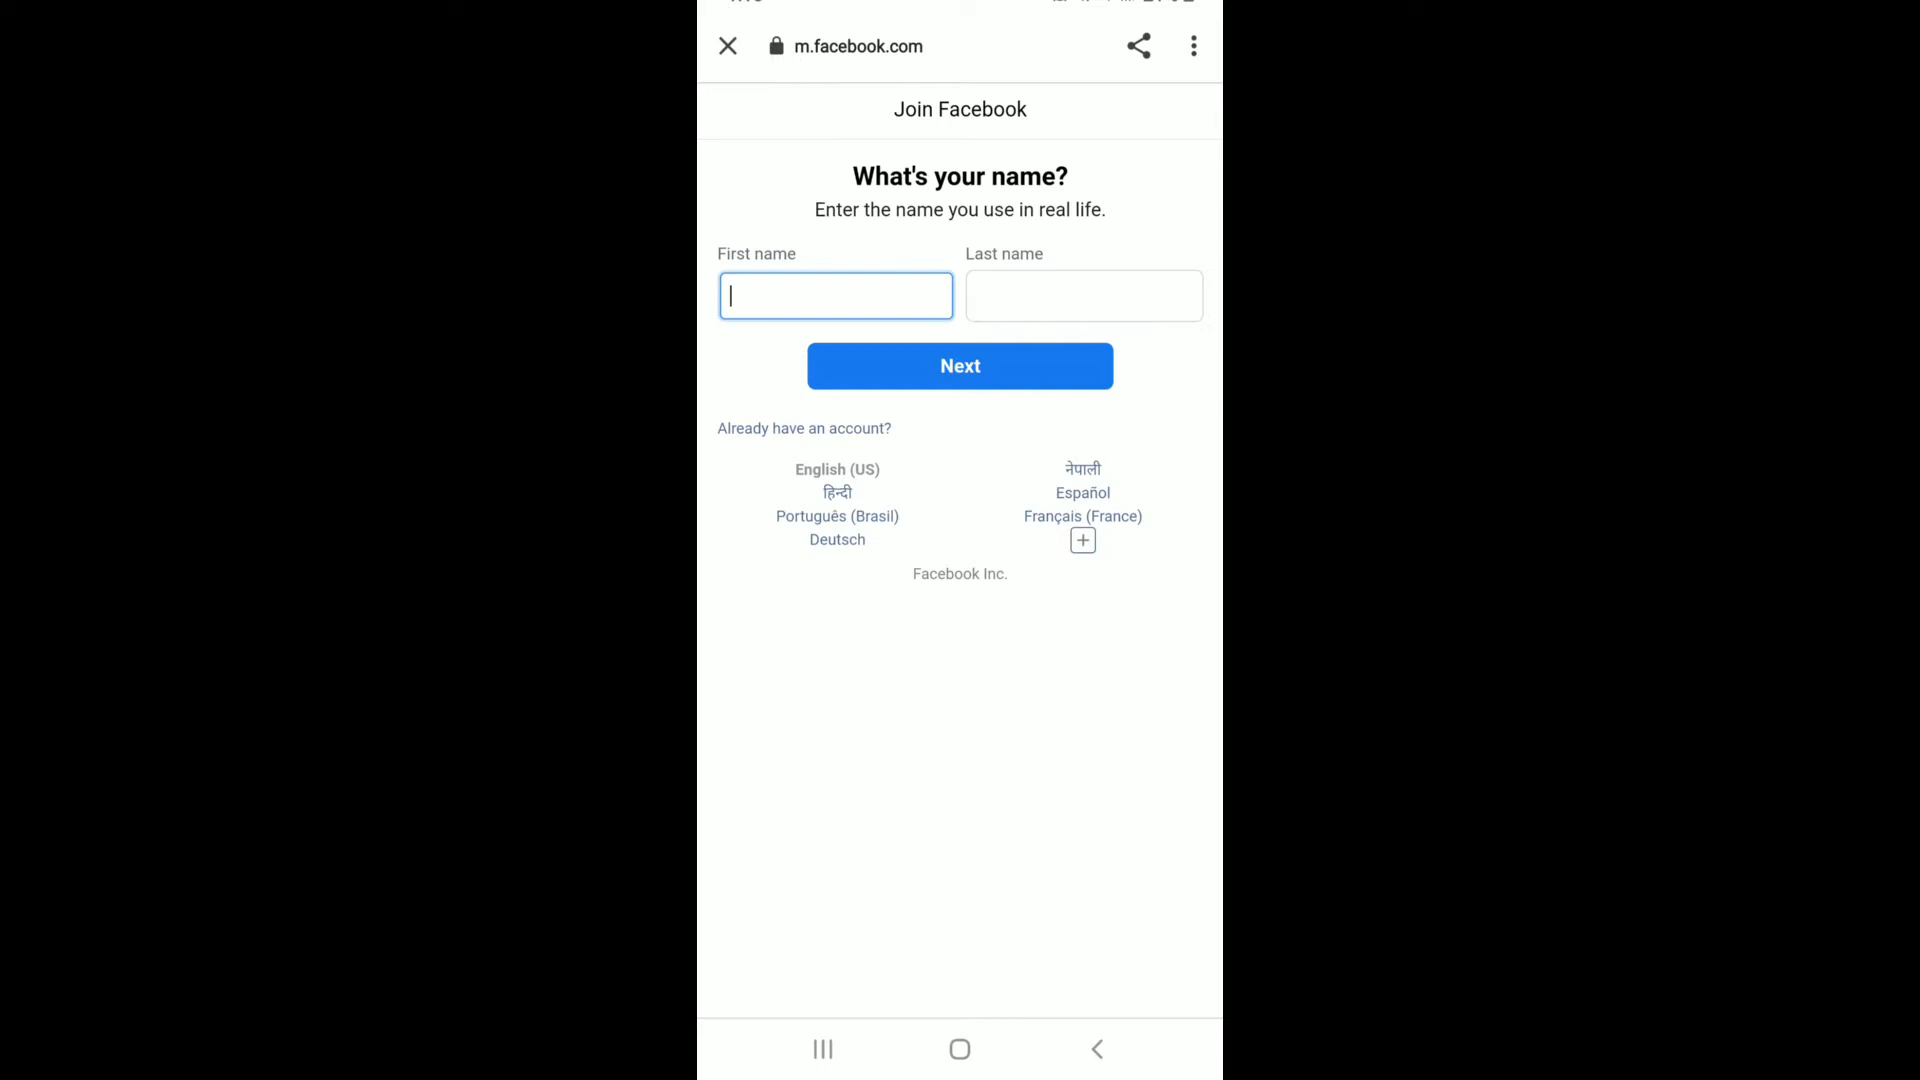 m.facebook.com
Join Facebook
What's your name?
Enter the name you use in real life.
First name
Last name
Next
Already have an account?
English (US)
नेपाली
हिन्दी
Español
Português (Brasil)
Français (France)
Deutsch
Facebook Inc.